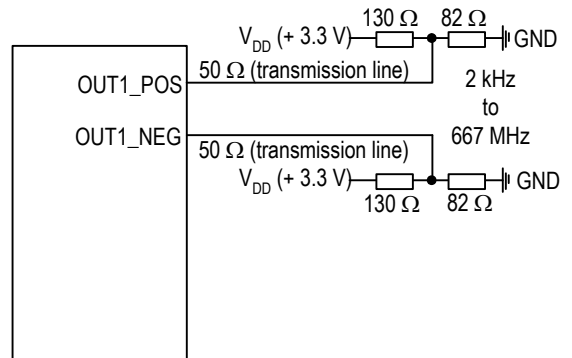 130 Ω 82 Ω
V_DD (+ 3.3 V) GND
50 Ω (transmission line)
OUT1_POS
2 kHz
to
667 MHz
OUT1_NEG
50 Ω (transmission line)
V_DD (+ 3.3 V) GND
130 Ω 82 Ω